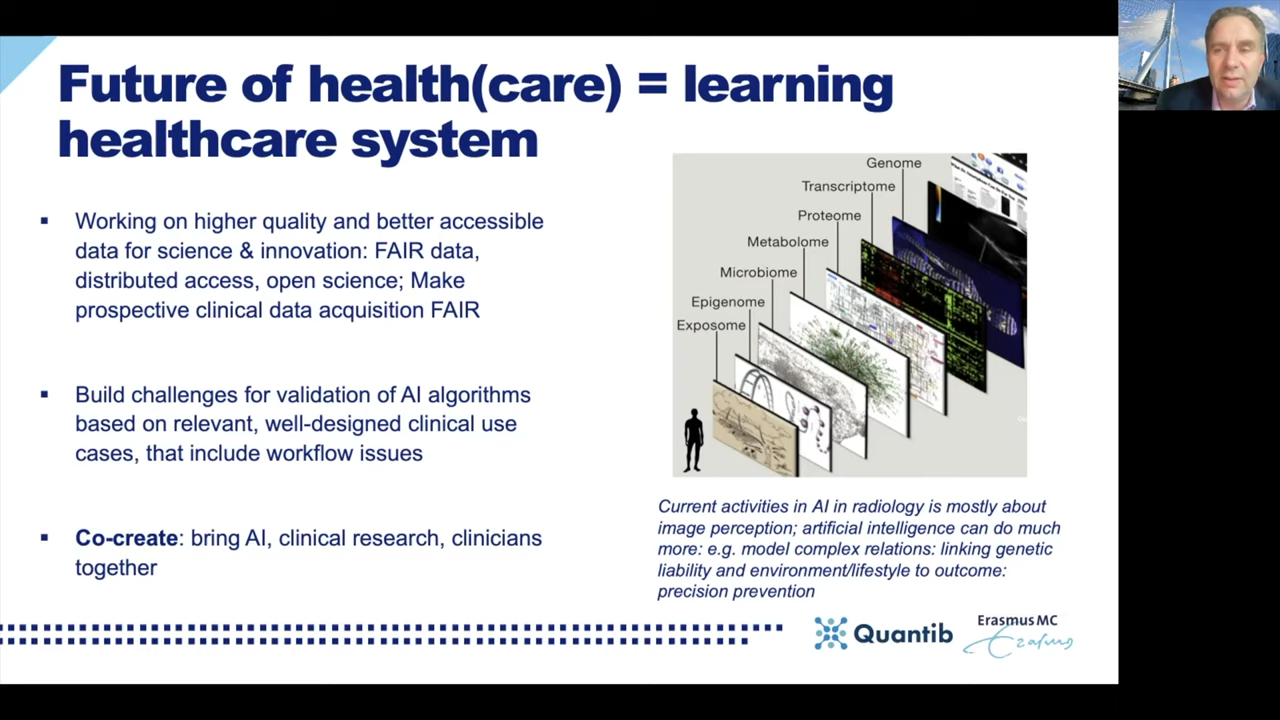 Future of health(care) = learning
healthcare system
▪ Working on higher quality and better accessible
data for science & innovation: FAIR data,
distributed access, open science; Make
prospective clinical data acquisition FAIR
▪ Build challenges for validation of AI algorithms
based on relevant, well-designed clinical use
cases, that include workflow issues
▪ Co-create: bring AI, clinical research, clinicians
together
Genome
Transcriptome
Proteome
Metabolome
Microbiome
Epigenome
Exposome
Current activities in AI in radiology is mostly about
image perception; artificial intelligence can do much
more: e.g. model complex relations: linking genetic
liability and environment/lifestyle to outcome:
precision prevention
Quantib
Erasmus MC
Erasmus